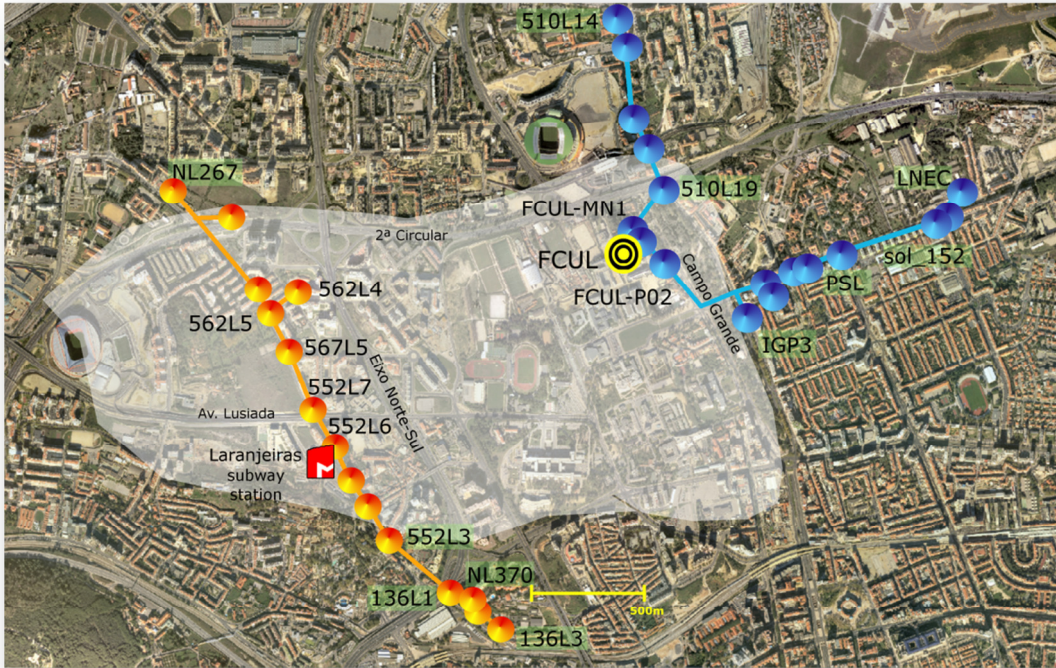 510L14
NL267
LNEC
510L19
FCUL-MN1
2ª Circular
sol_152
FCUL
Campo Grande
PSL
562L4
FCUL-P02
562L5
IGP3
567L5
Eixo Norte-Sul
552L7
Av. Lusiada
552L6
Laranjeiras
subway
station
552L3
NL370
136L1
500m
136L3